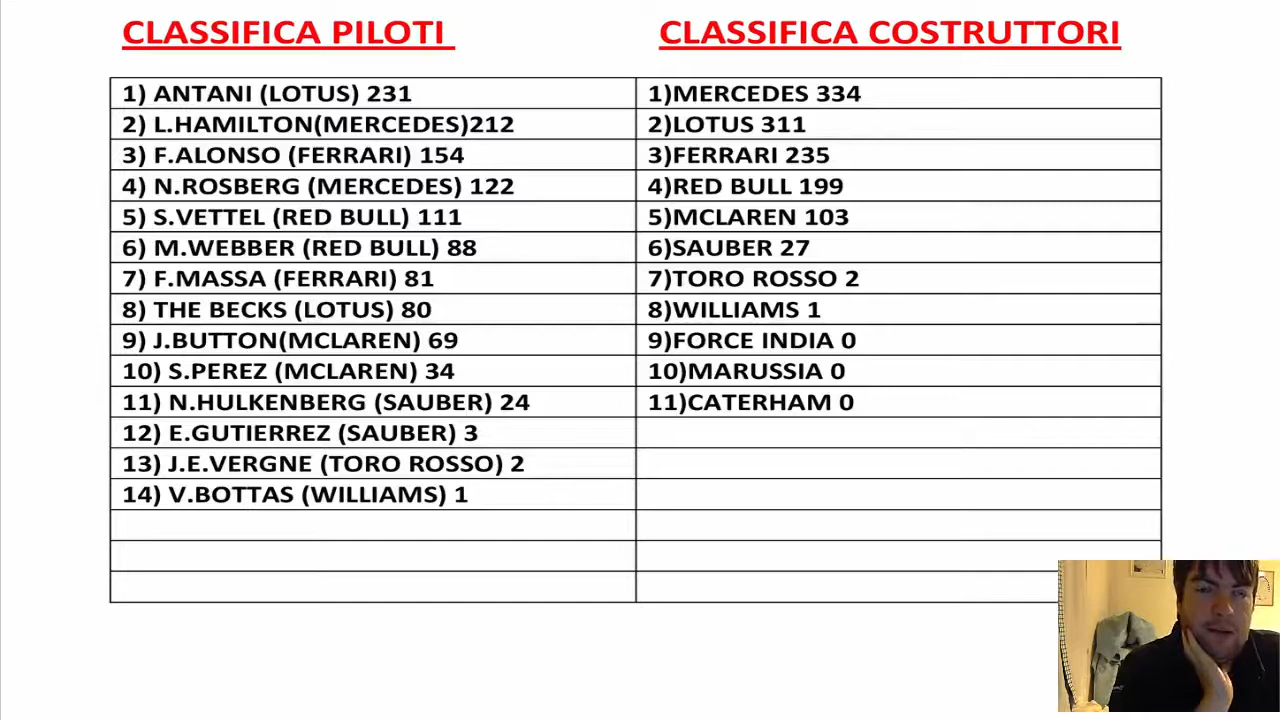 CLASSIFICA PILOTI
CLASSIFICA COSTRUTTORI
1) ANTANI (LOTUS) 231
1)MERCEDES 334
2) L.HAMILTON(MERCEDES)212
2)LOTUS 311
3) F.ALONSO (FERRARI) 154
3)FERRARI 235
4) N.ROSBERG (MERCEDES) 122
4)RED BULL 199
5) S.VETTEL (RED BULL) 111
5)MCLAREN 103
6) M.WEBBER (RED BULL) 88
6)SAUBER 27
7) F.MASSA (FERRARI) 81
7)TORO ROSSO 2
8) THE BECKS (LOTUS) 80
8)WILLIAMS 1
9) J.BUTTON(MCLAREN) 69
9)FORCE INDIA 0
10) S.PEREZ (MCLAREN) 34
10)MARUSSIA 0
11) N.HULKENBERG (SAUBER) 24
11)CATERHAM 0
12) E.GUTIERREZ (SAUBER) 3
13) J.E.VERGNE (TORO ROSSO) 2
14) V.BOTTAS (WILLIAMS) 1